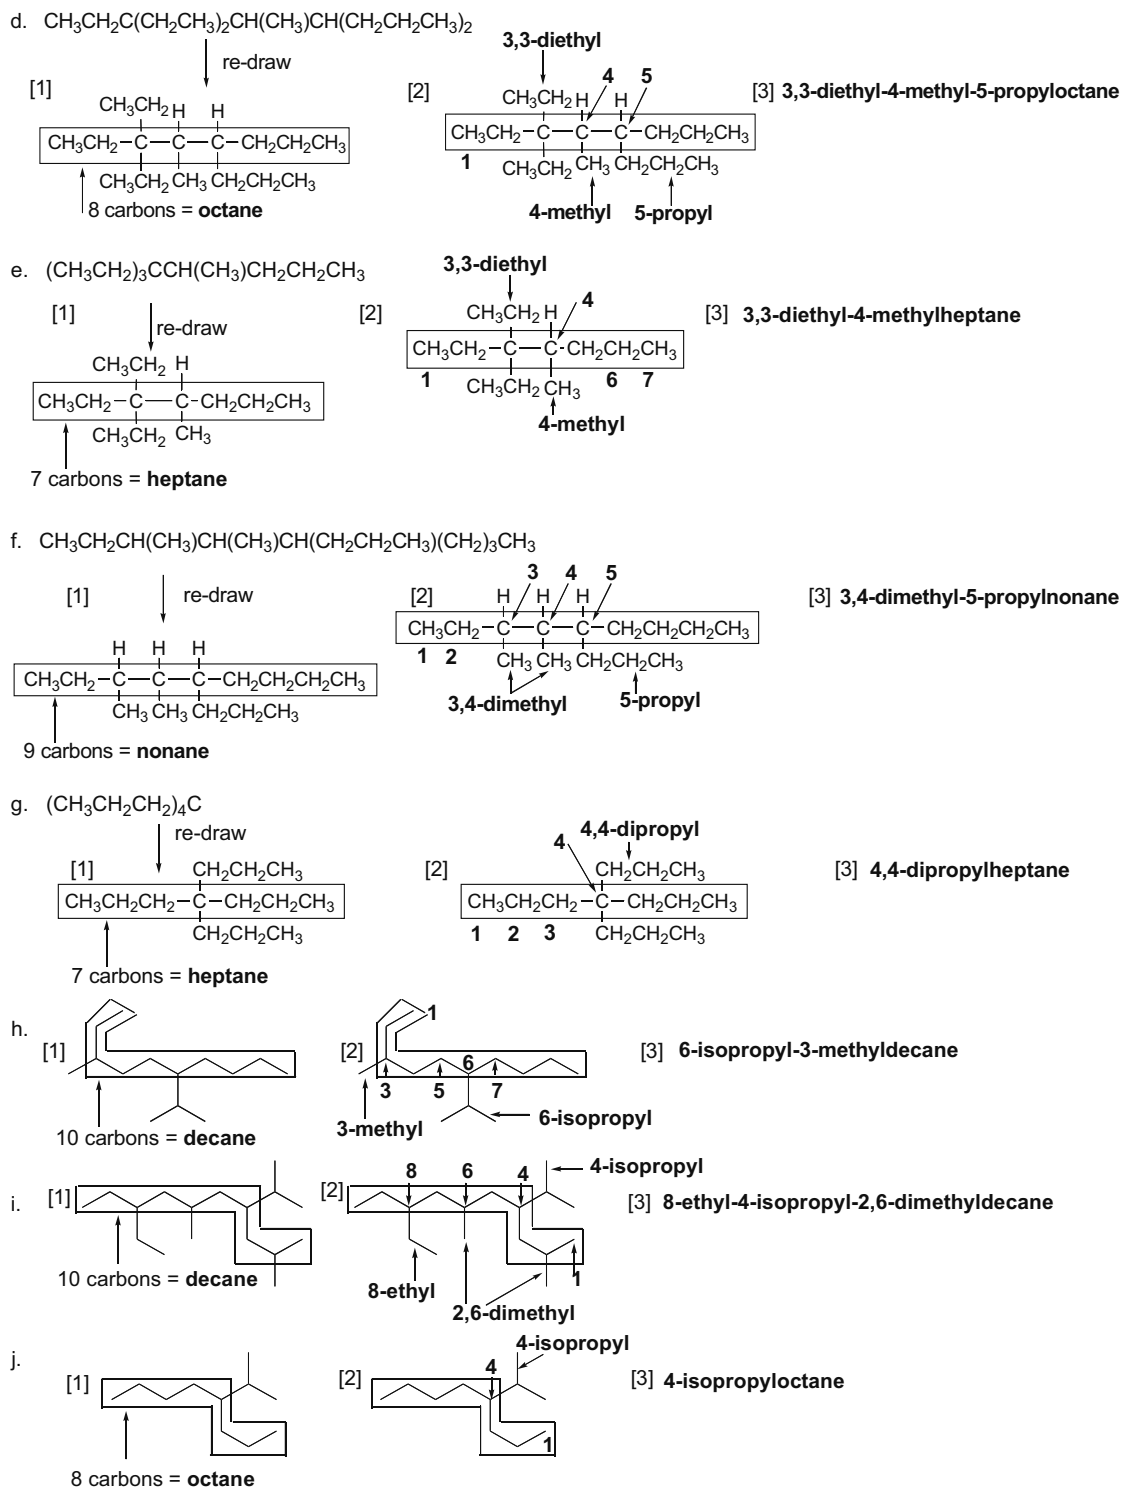 d. CH₃CH₂C(CH₂CH₃)₂CH(CH₃)CH(CH₂CH₂CH₃)₂
re-draw
[1]
CH₃CH₂ H H
CH₃CH₂–C–C–C–CH₂CH₂CH₃
CH₃CH₂ CH₃ CH₂CH₂CH₃
8 carbons = octane
3,3-diethyl
[2]
4 5
CH₃CH₂ H H
CH₃CH₂–C–C–C–CH₂CH₂CH₃
1
CH₃CH₂ CH₃ CH₂CH₂CH₃
4-methyl 5-propyl
[3] 3,3-diethyl-4-methyl-5-propyloctane
e. (CH₃CH₂)₃CCH(CH₃)CH₂CH₂CH₃
[1]
re-draw
CH₃CH₂ H
CH₃CH₂–C–C–CH₂CH₂CH₃
CH₃CH₂ CH₃
7 carbons = heptane
3,3-diethyl
[2]
4
CH₃CH₂ H
CH₃CH₂–C–C–CH₂CH₂CH₃
1 6 7
CH₃CH₂ CH₃
4-methyl
[3] 3,3-diethyl-4-methylheptane
f. CH₃CH₂CH(CH₃)CH(CH₃)CH(CH₂CH₂CH₃)(CH₂)₃CH₃
[1] re-draw
H H H
CH₃CH₂–C–C–C–CH₂CH₂CH₂CH₃
CH₃ CH₃ CH₂CH₂CH₃
9 carbons = nonane
3 4 5
[2] H H H
CH₃CH₂–C–C–C–CH₂CH₂CH₂CH₃
1 2
CH₃ CH₃ CH₂CH₂CH₃
3,4-dimethyl 5-propyl
[3] 3,4-dimethyl-5-propylnonane
g. (CH₃CH₂CH₂)₄C
re-draw
[1]
CH₂CH₂CH₃
CH₃CH₂CH₂–C–CH₂CH₂CH₃
CH₂CH₂CH₃
7 carbons = heptane
4,4-dipropyl
4
[2]
CH₂CH₂CH₃
CH₃CH₂CH₂–C–CH₂CH₂CH₃
1 2 3
CH₂CH₂CH₃
[3] 4,4-dipropylheptane
h.
[1]
10 carbons = decane
1
[2]
6
3 5 7
6-isopropyl
3-methyl
[3] 6-isopropyl-3-methyldecane
i.
[1]
10 carbons = decane
[2]
8 6 4
4-isopropyl
1
8-ethyl
2,6-dimethyl
[3] 8-ethyl-4-isopropyl-2,6-dimethyldecane
j.
[1]
8 carbons = octane
4-isopropyl
[2]
4
1
[3] 4-isopropyloctane